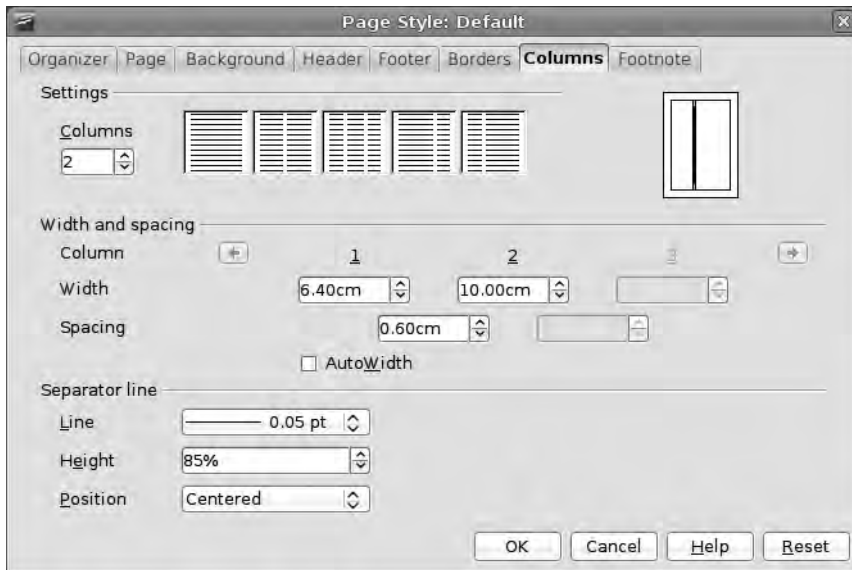 Page Style: Default
Organizer Page Background Header Footer Borders Columns Footnote
Settings
Columns
2
Width and spacing
Column 1 2 3
Width 6.40cm 10.00cm
Spacing 0.60cm
AutoWidth
Separator line
Line 0.05 pt
Height 85%
Position Centered
OK Cancel Help Reset